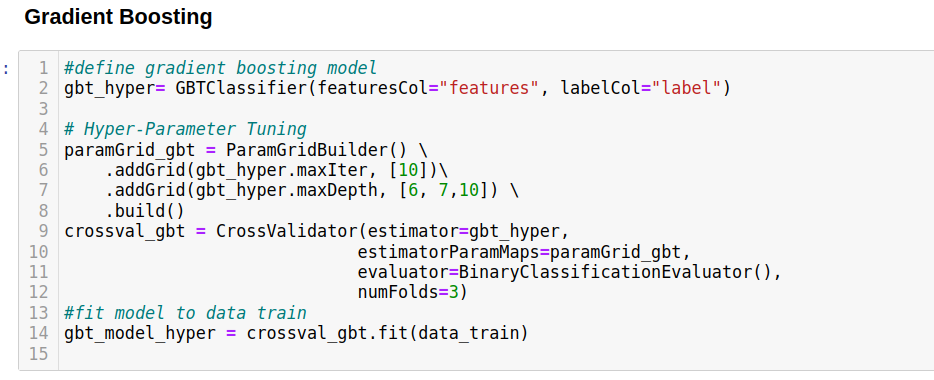 Gradient Boosting
:
1 #define gradient boosting model
2 gbt_hyper= GBTClassifier(featuresCol="features", labelCol="label")
3
4 # Hyper-Parameter Tuning
5 paramGrid_gbt = ParamGridBuilder() \
6     .addGrid(gbt_hyper.maxIter, [10])\
7     .addGrid(gbt_hyper.maxDepth, [6, 7,10]) \
8     .build()
9 crossval_gbt = CrossValidator(estimator=gbt_hyper,
10                              estimatorParamMaps=paramGrid_gbt,
11                              evaluator=BinaryClassificationEvaluator(),
12                              numFolds=3)
13 #fit model to data train
14 gbt_model_hyper = crossval_gbt.fit(data_train)
15